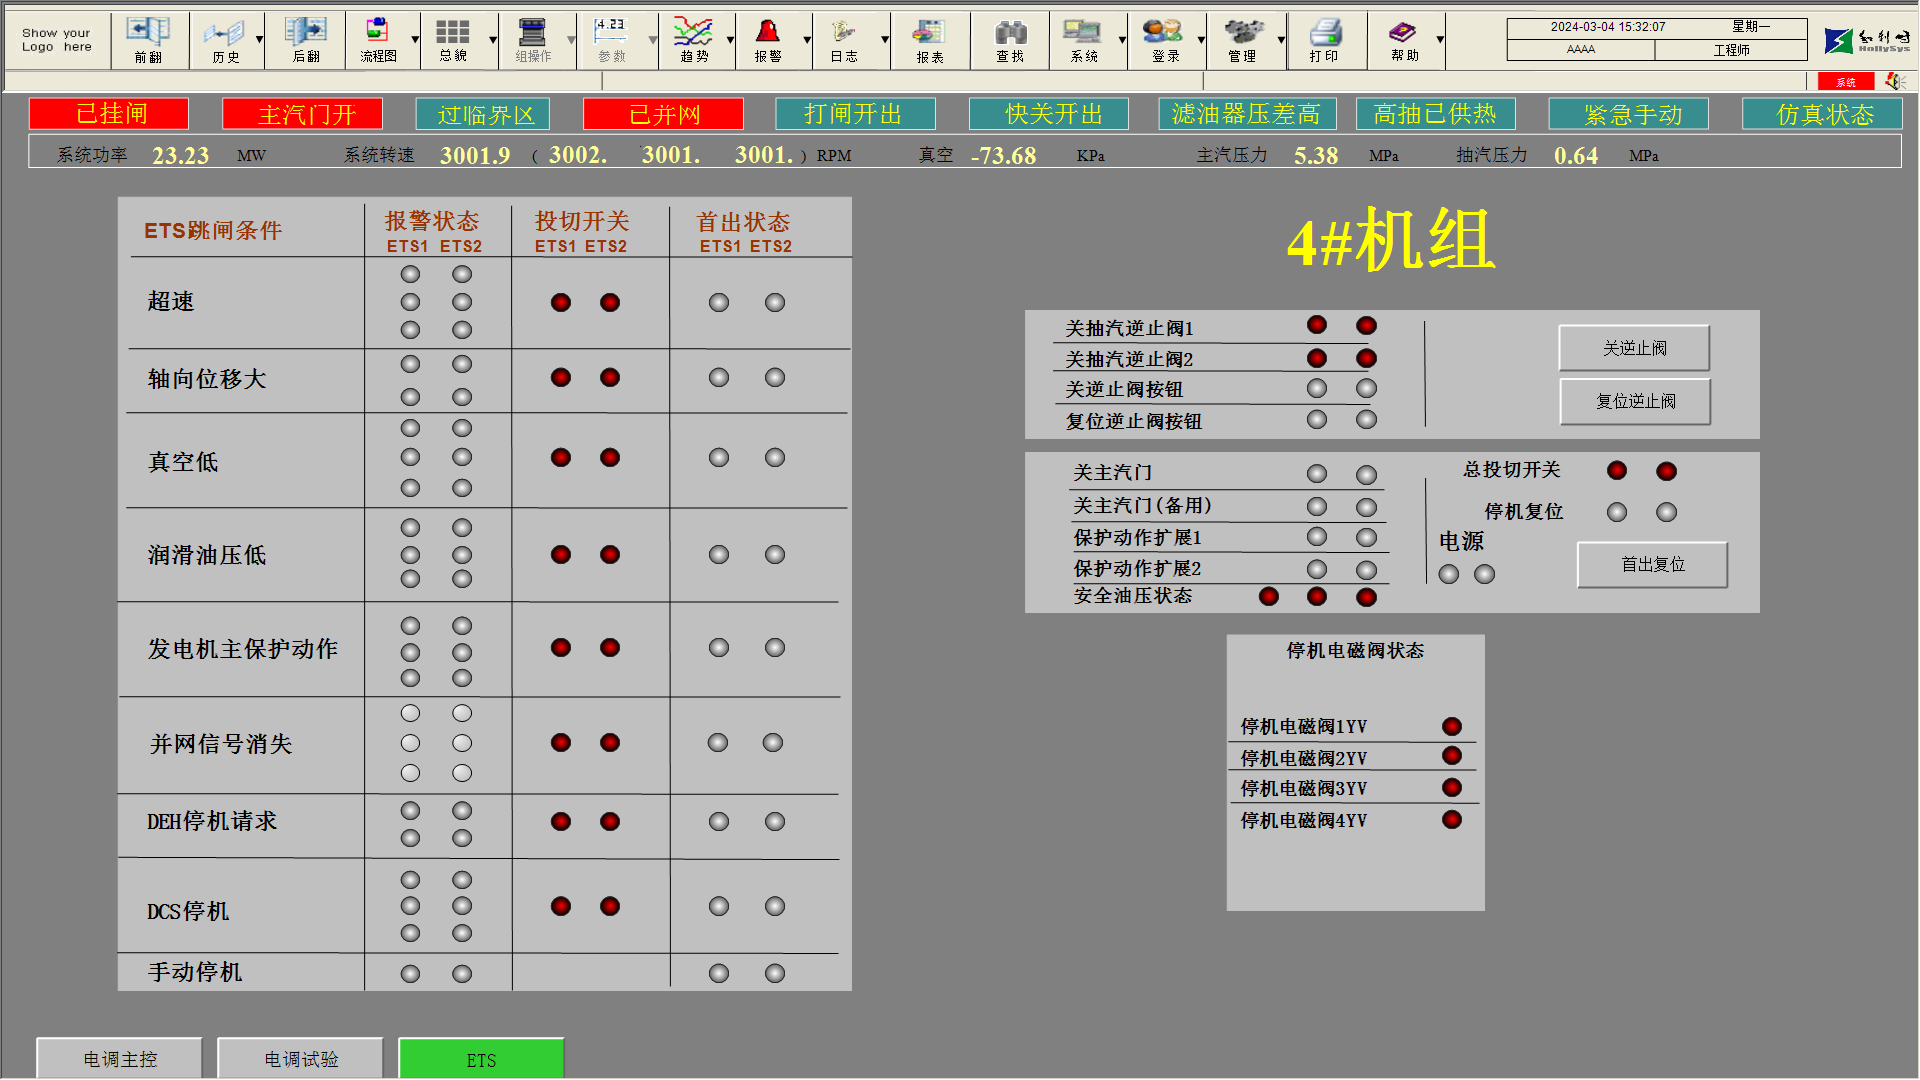 Show your
Logo here
前翻
历史
后翻
流程图
总貌
组操作
4.23
参数
趋势
报警
日志
报表
查找
系统
登录
管理
打印
帮助
2024-03-04 15:32:07 星期一
AAAA 工程师
和利时
HollySys
系统
已挂闸 主汽门开 过临界区 已并网 打闸开出 快关开出 滤油器压差高 高抽已供热 紧急手动 仿真状态
系统功率 23.23 MW 系统转速 3001.9 ( 3002. 3001. 3001. ) RPM 真空 -73.68 KPa 主汽压力 5.38 MPa 抽汽压力 0.64 MPa
ETS跳闸条件 报警状态 投切开关 首出状态
ETS1 ETS2 ETS1 ETS2 ETS1 ETS2
超速
轴向位移大
真空低
润滑油压低
发电机主保护动作
并网信号消失
DEH停机请求
DCS停机
手动停机
4#机组
关抽汽逆止阀1
关抽汽逆止阀2
关逆止阀按钮
复位逆止阀按钮
关逆止阀
复位逆止阀
关主汽门
关主汽门(备用)
保护动作扩展1
保护动作扩展2
安全油压状态
总投切开关
停机复位
电源
首出复位
停机电磁阀状态
停机电磁阀1YV
停机电磁阀2YV
停机电磁阀3YV
停机电磁阀4YV
电调主控 电调试验 ETS